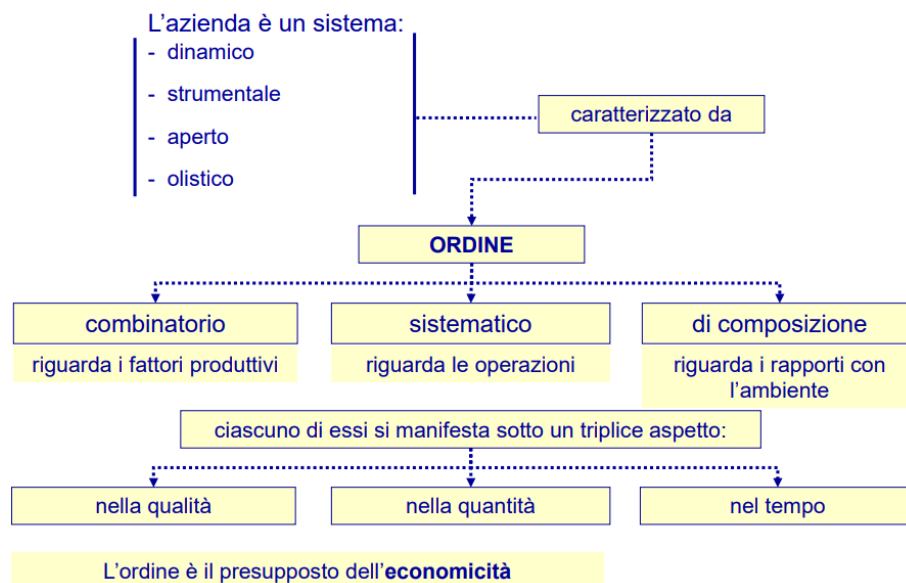 L’azienda è un sistema:
- dinamico
- strumentale
- aperto
- olistico
caratterizzato da
ORDINE
combinatorio
riguarda i fattori produttivi
sistematico
riguarda le operazioni
di composizione
riguarda i rapporti con
l’ambiente
ciascuno di essi si manifesta sotto un triplice aspetto:
nella qualità
nella quantità
nel tempo
L’ordine è il presupposto dell’economicità